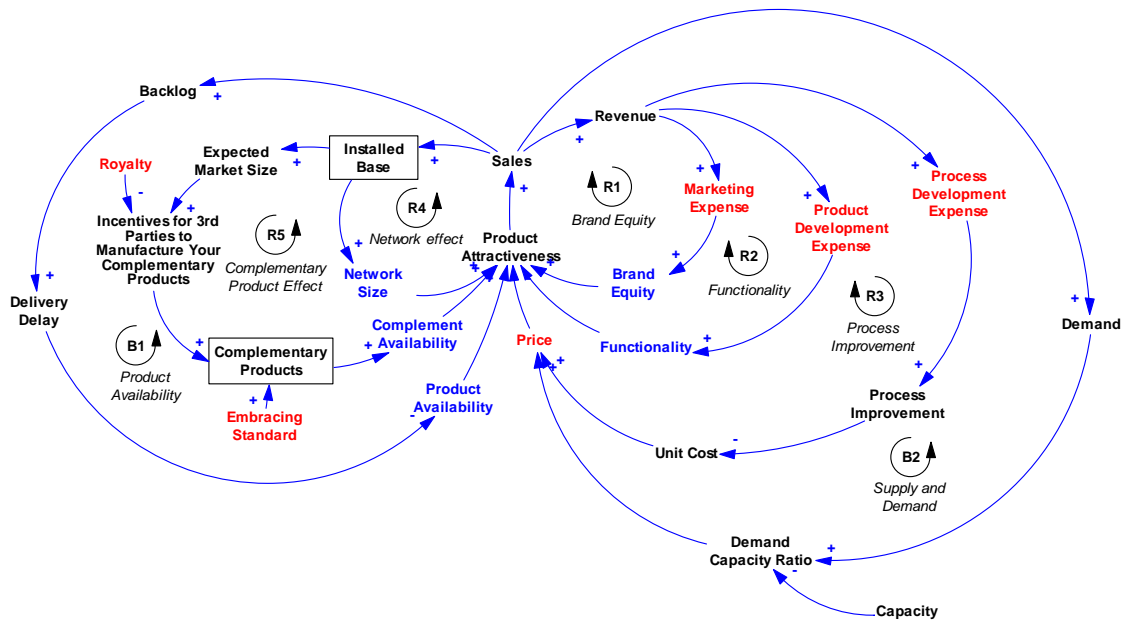 Backlog
Revenue
Royalty
Expected
Market Size
Installed
Base
Sales
R1
Brand Equity
Marketing
Expense
Process
Development
Expense
Incentives for 3rd
Parties to
Manufacture Your
Complementary
Products
R5
Complementary
Product Effect
R4
Network effect
Product
Attractiveness
Product
Development
Expense
R2
Functionality
Network
Size
Brand
Equity
Delivery
Delay
R3
Process
Improvement
Demand
B1
Product
Availability
Complement
Availability
Price
Functionality
Complementary
Products
Product
Availability
Process
Improvement
Embracing
Standard
Unit Cost
B2
Supply and
Demand
Demand
Capacity Ratio
Capacity